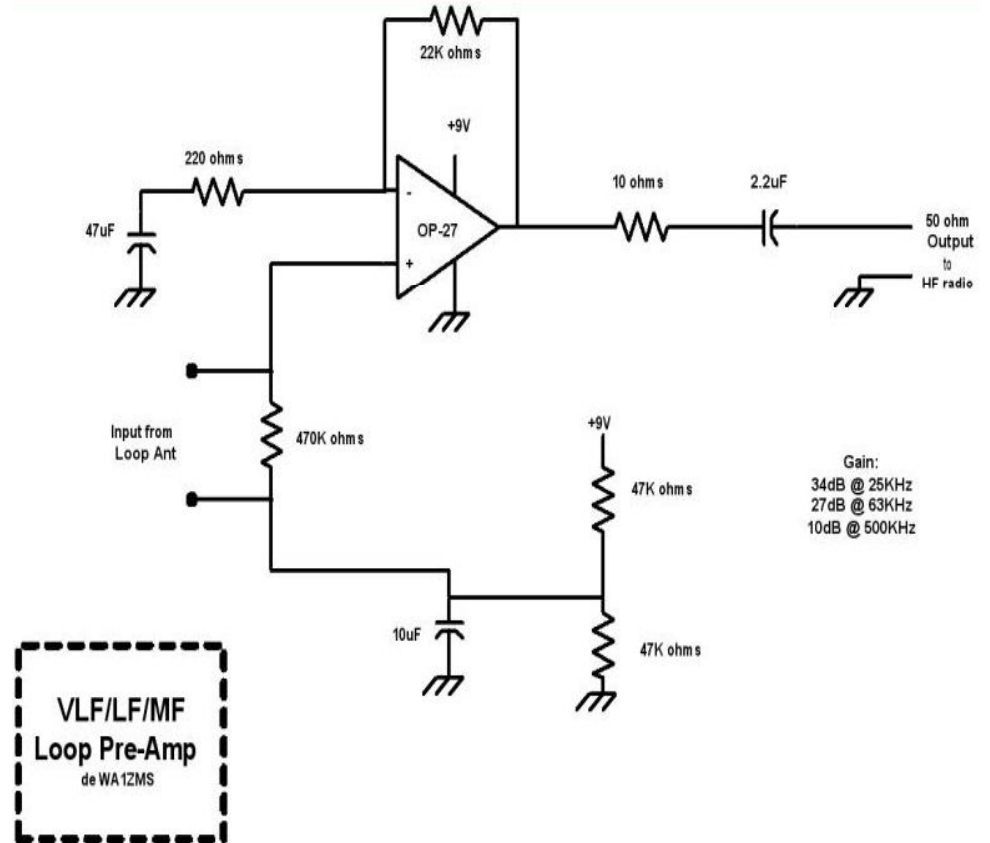 22K ohms
+9V
220 ohms
10 ohms
2.2uF
47uF
-
OP-27
+
50 ohm
Output
to
HF radio
Input from
Loop Ant
470K ohms
+9V
47K ohms
Gain:
34dB @ 25KHz
27dB @ 63KHz
10dB @ 500KHz
10uF
47K ohms
VLF/LF/MF
Loop Pre-Amp
de WA1ZMS